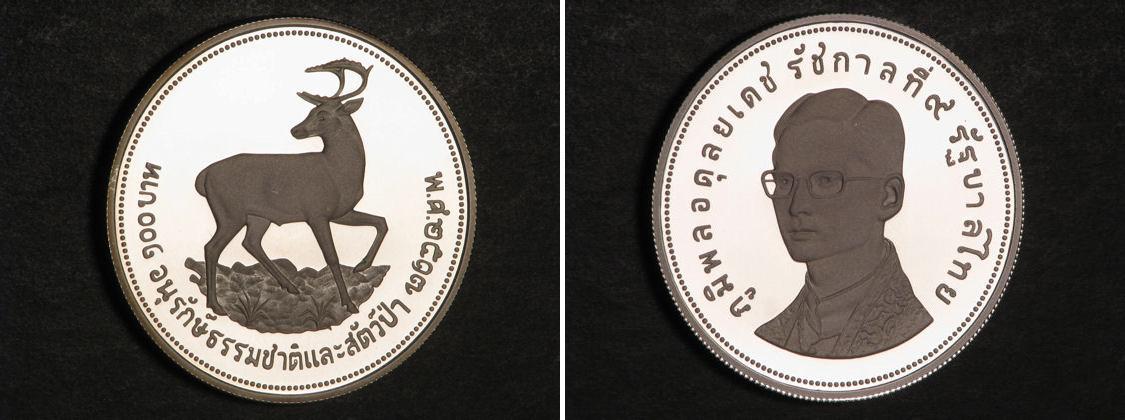 ๑๐๐ บาท อนุรักษ์ธรรมชาติและสัตว์ป่า พ.ศ. ๒๕๑๗
ภูมิพลอดุลยเดช รัชกาลที่ ๙ รัฐบาลไทย